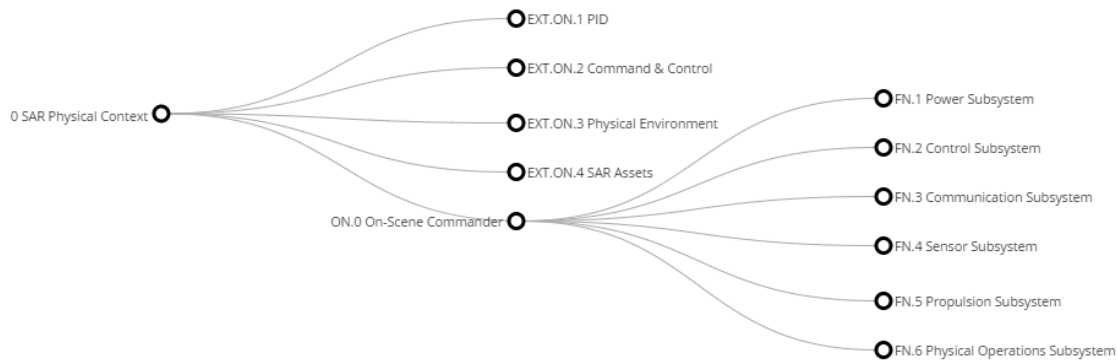 0 SAR Physical Context
EXT.ON.1 PID
EXT.ON.2 Command & Control
EXT.ON.3 Physical Environment
EXT.ON.4 SAR Assets
ON.0 On-Scene Commander
FN.1 Power Subsystem
FN.2 Control Subsystem
FN.3 Communication Subsystem
FN.4 Sensor Subsystem
FN.5 Propulsion Subsystem
FN.6 Physical Operations Subsystem